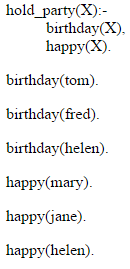 hold_party(X):-
birthday(X),
happy(X).
birthday(tom).
birthday(fred).
birthday(helen).
happy(mary).
happy(jane).
happy(helen).